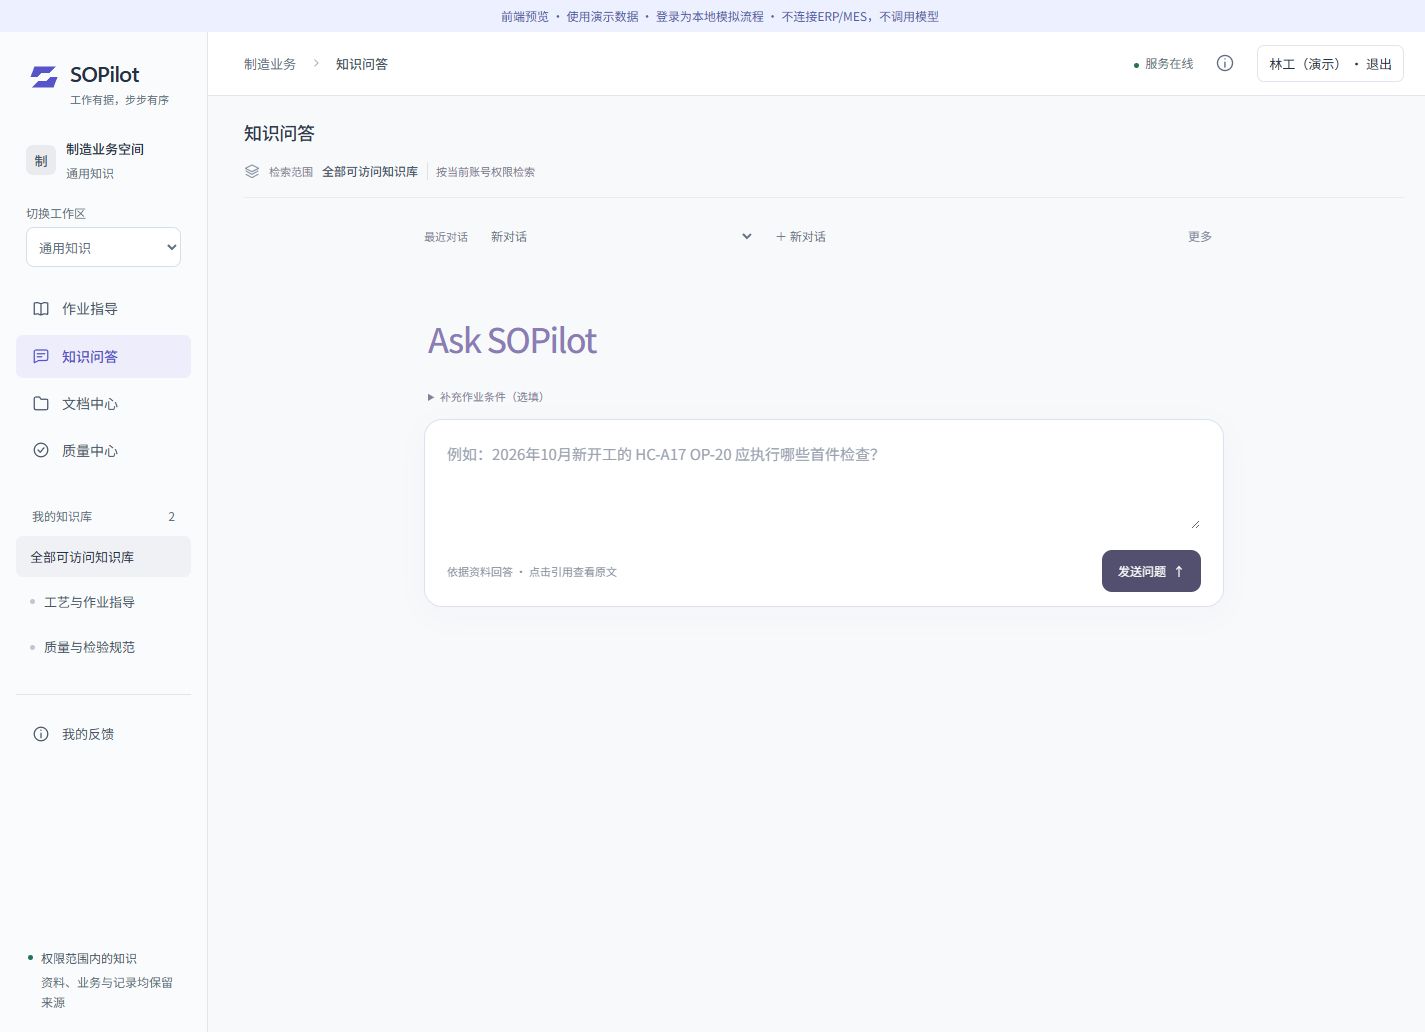 前端预览 · 使用演示数据 · 登录为本地模拟流程 · 不连接ERP/MES，不调用模型
SOPilot
工作有据，步步有序
制
制造业务空间
通用知识
切换工作区
通用知识
作业指导
知识问答
文档中心
质量中心
我的知识库 2
全部可访问知识库
工艺与作业指导
质量与检验规范
我的反馈
权限范围内的知识
资料、业务与记录均保留
来源
制造业务 > 知识问答
服务在线
林工（演示） · 退出
知识问答
检索范围 全部可访问知识库 按当前账号权限检索
最近对话 新对话 ＋ 新对话 更多
Ask SOPilot
▶ 补充作业条件（选填）
例如：2026年10月新开工的 HC-A17 OP-20 应执行哪些首件检查？
依据资料回答 · 点击引用查看原文
发送问题 ↑